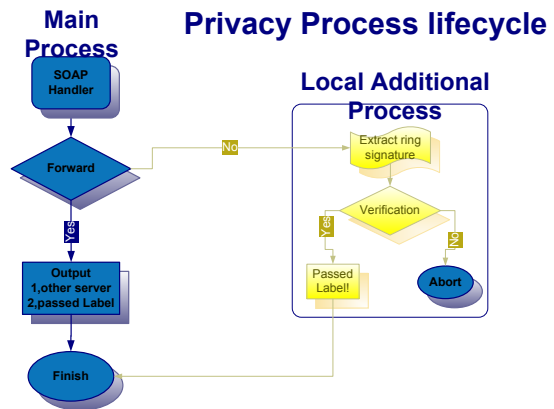 Main
Process
Privacy Process lifecycle
SOAP
Handler
Local Additional
Process
Forward
No
Extract ring
signature
Verification
Yes
Yes
No
Output
1,other server
2,passed Label
Passed
Label!
Abort
Finish